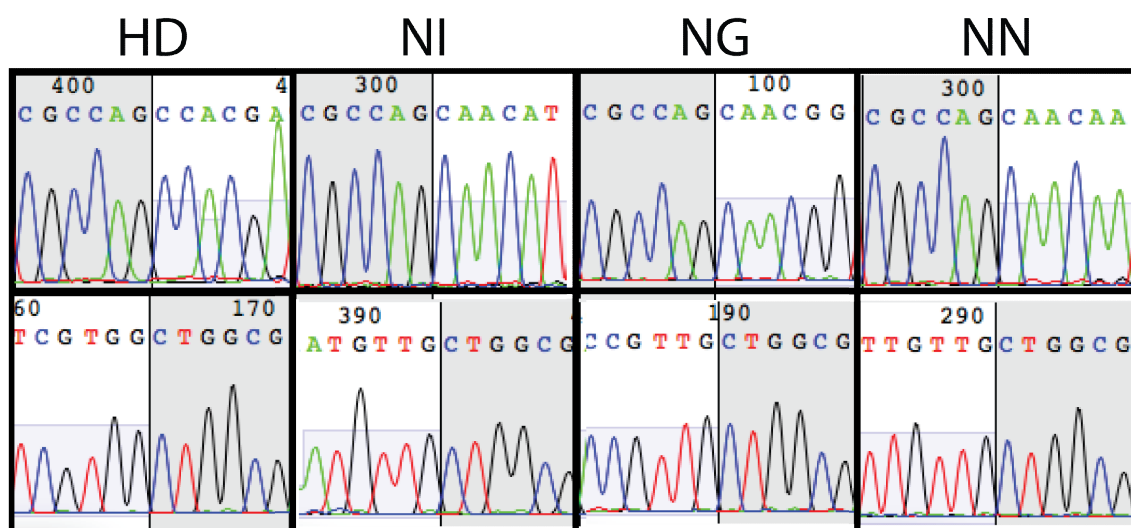 HD NI NG NN
400 4 300 100 300
CGCCAGCCACGA CGCCAGCAACAT CGCCAGCAACGG CGCCAGCAACAA
60 170 390 190 290
TCGTGGCTGGCG ATGTTGCTGGCG CCGTTGCTGGCG TTGTTGCTGGCG